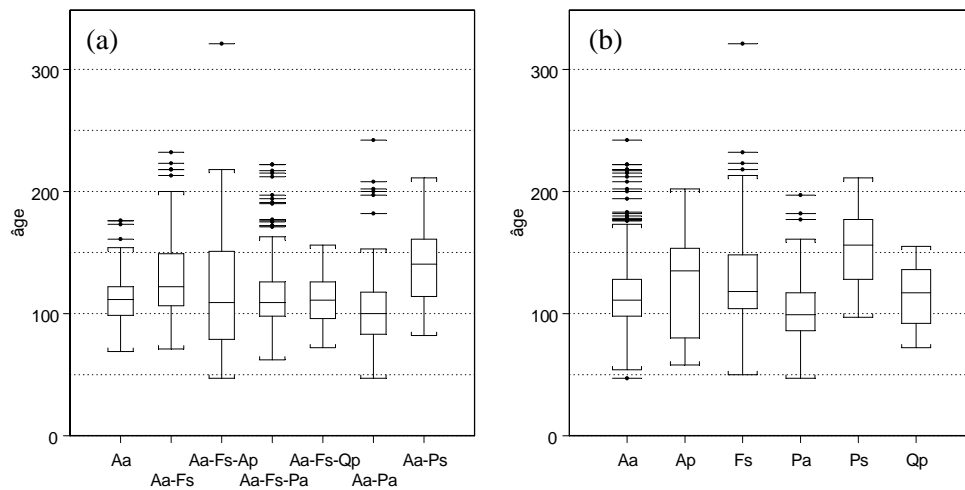 (a)
300
200
100
0
âge
Aa
Aa-Fs
Aa-Fs-Ap
Aa-Fs-Pa
Aa-Fs-Qp
Aa-Pa
Aa-Ps
(b)
300
200
100
0
âge
Aa
Ap
Fs
Pa
Ps
Qp